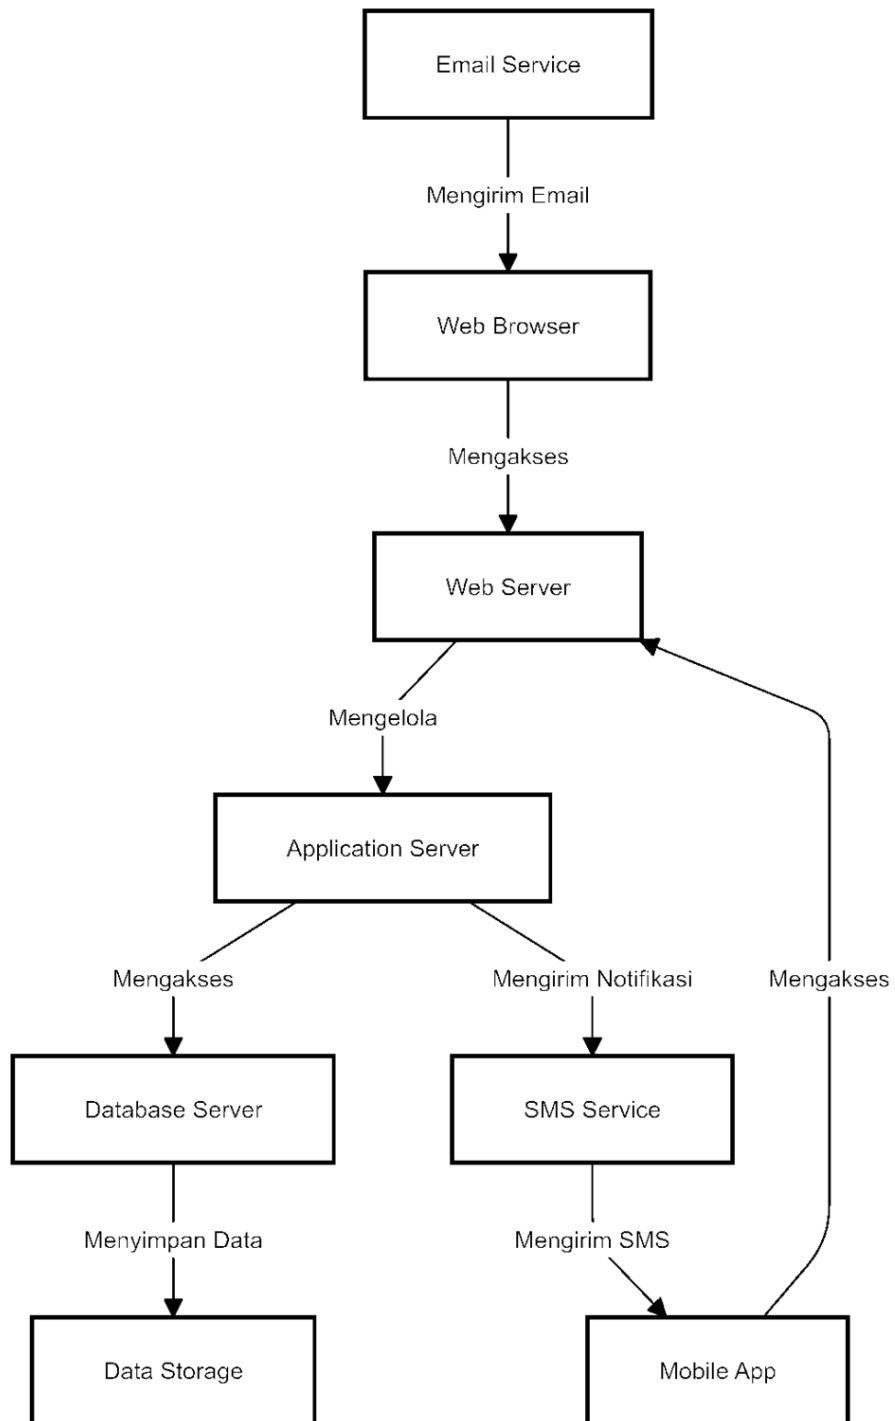 Email Service
Mengirim Email
Web Browser
Mengakses
Web Server
Mengelola
Application Server
Mengakses
Mengirim Notifikasi
Mengakses
Database Server
SMS Service
Menyimpan Data
Mengirim SMS
Data Storage
Mobile App